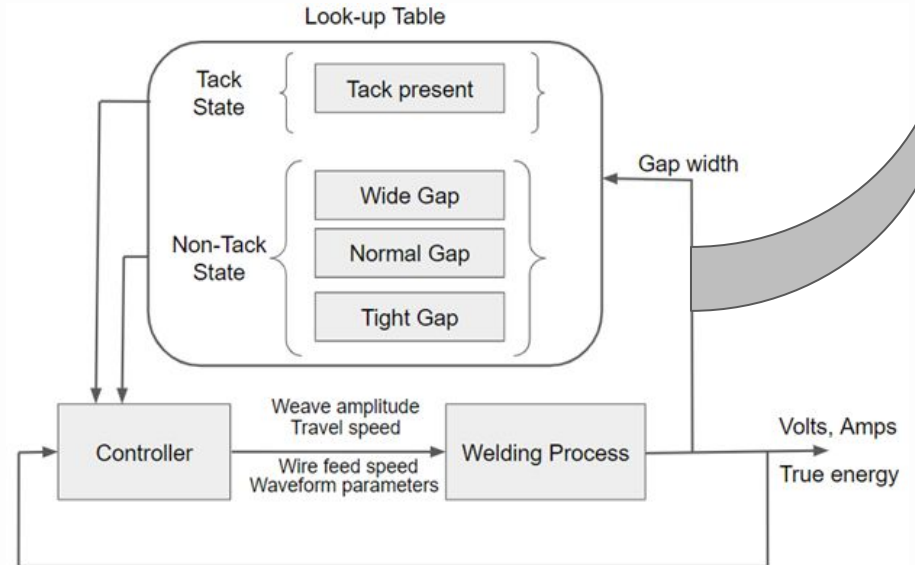 Look-up Table
Tack
State
Tack present
Gap width
Wide Gap
Non-Tack
State
Normal Gap
Tight Gap
Weave amplitude
Travel speed
Controller
Wire feed speed
Waveform parameters
Welding Process
Volts, Amps
True energy